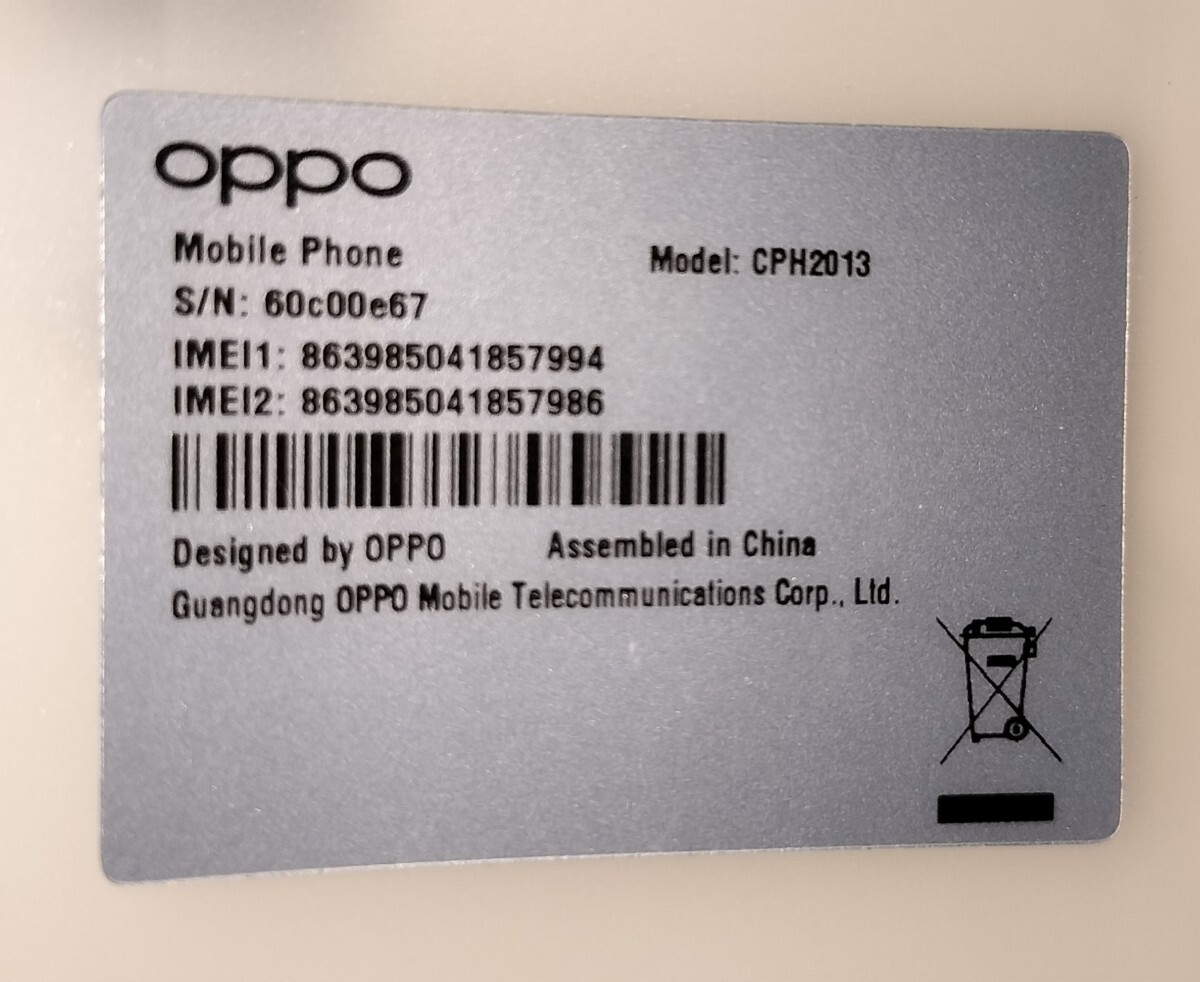 oppo
Mobile Phone Model: CPH2013
S/N: 60c00e67
IMEI1: 863985041857994
IMEI2: 863985041857986
Designed by OPPO Assembled in China
Guangdong OPPO Mobile Telecommunications Corp., Ltd.